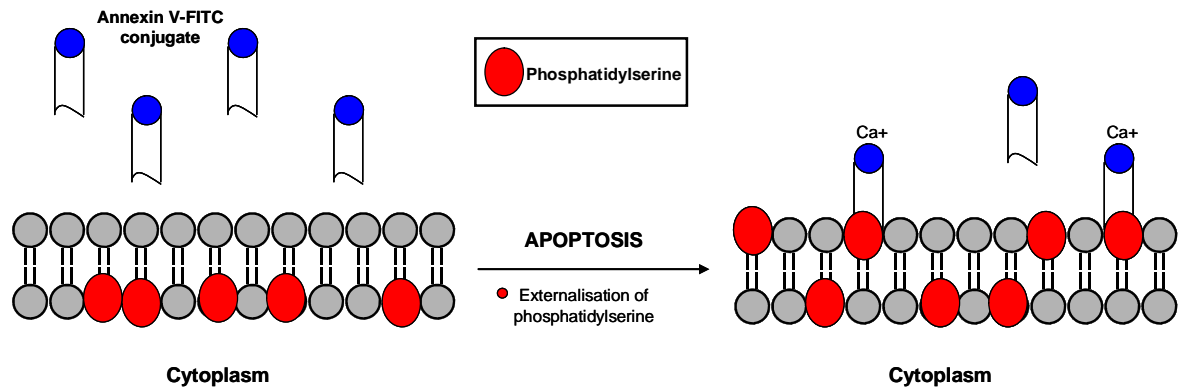 Annexin V-FITC
conjugate
Phosphatidylserine
Ca+
Ca+
APOPTOSIS
Externalisation of
phosphatidylserine
Cytoplasm
Cytoplasm